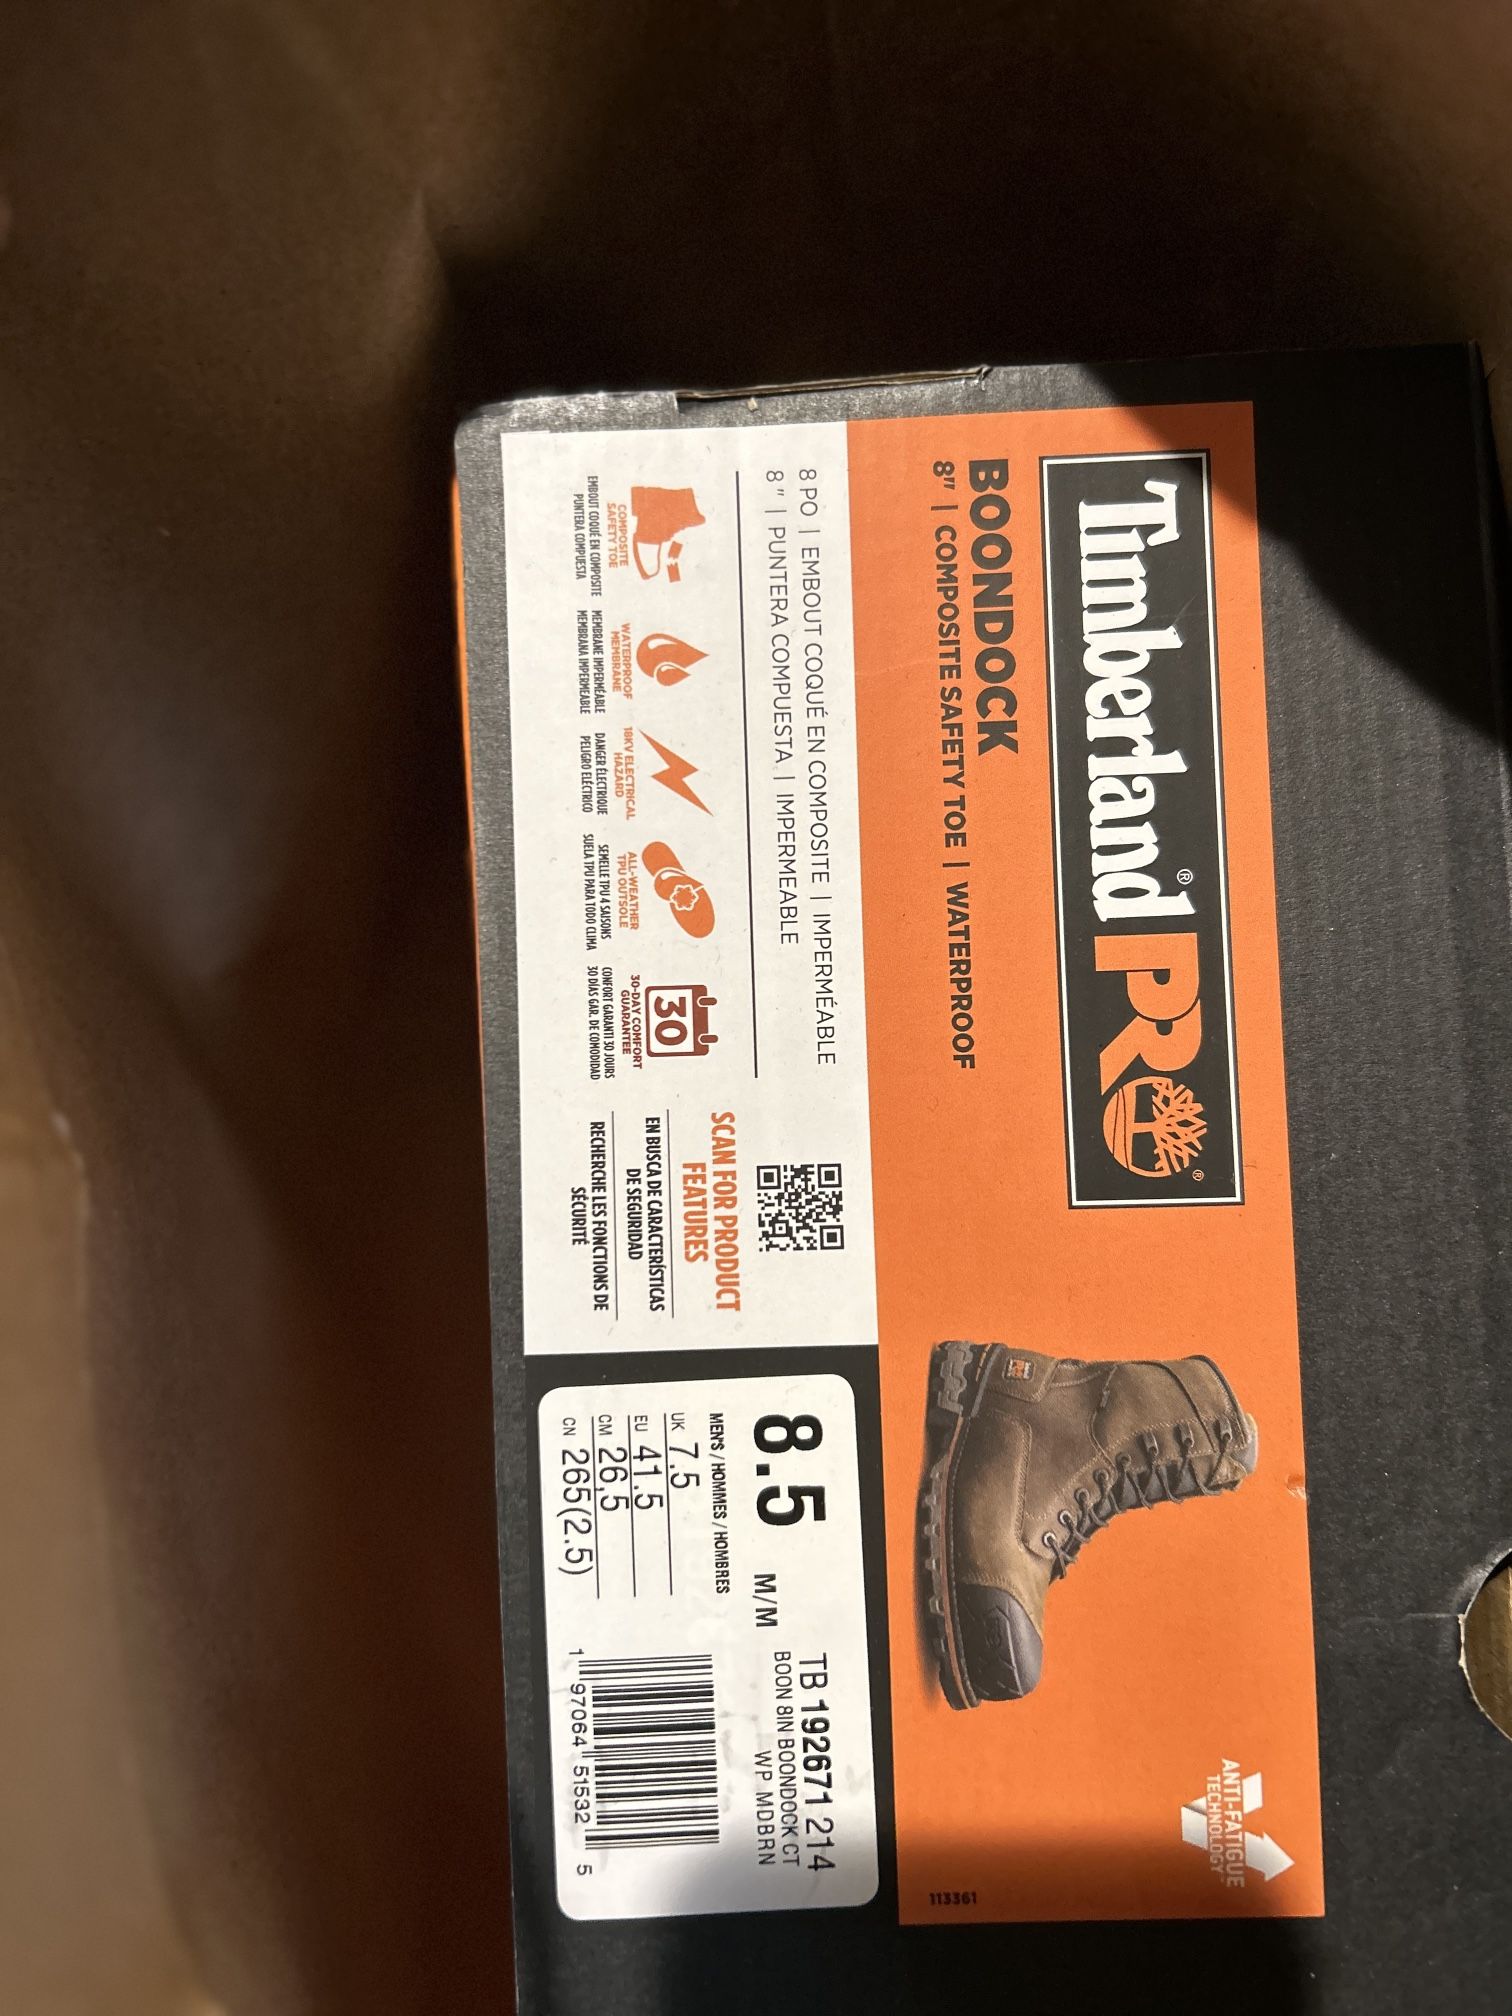 Timberland® PRO®
BOONDOCK
8" | COMPOSITE SAFETY TOE | WATERPROOF
ANTI-FATIGUE
TECHNOLOGY
113361
8 PO | EMBOUT COQUÉ EN COMPOSITE | IMPERMÉABLE
8" | PUNTERA COMPUESTA | IMPERMEABLE
COMPOSITE
SAFETY TOE
EMBOUT COQUÉ EN COMPOSITE
PUNTERA COMPUESTA
WATERPROOF
MEMBRANE
MEMBRANE IMPERMÉABLE
MEMBRANA IMPERMEABLE
18KV ELECTRICAL
HAZARD
DANGER ÉLECTRIQUE
PELIGRO ELÉCTRICO
ALL-WEATHER
TPU OUTSOLE
SEMELLE TPU 4 SAISONS
SUELA TPU PARA TODO CLIMA
30
30-DAY COMFORT
GUARANTEE
CONFORT GARANTI 30 JOURS
30 DÍAS GAR. DE COMODIDAD
SCAN FOR PRODUCT
FEATURES
EN BUSCA DE CARACTERÍSTICAS
DE SEGURIDAD
RECHERCHE LES FONCTIONS DE
SÉCURITÉ
8.5 M/M
MEN'S / HOMMES / HOMBRES
UK 7.5
EU 41.5
CM 26,5
CN 265(2.5)
TB 192671 214
BOON 8IN BOONDOCK CT
WP MDBRN
1 97064 51532 5